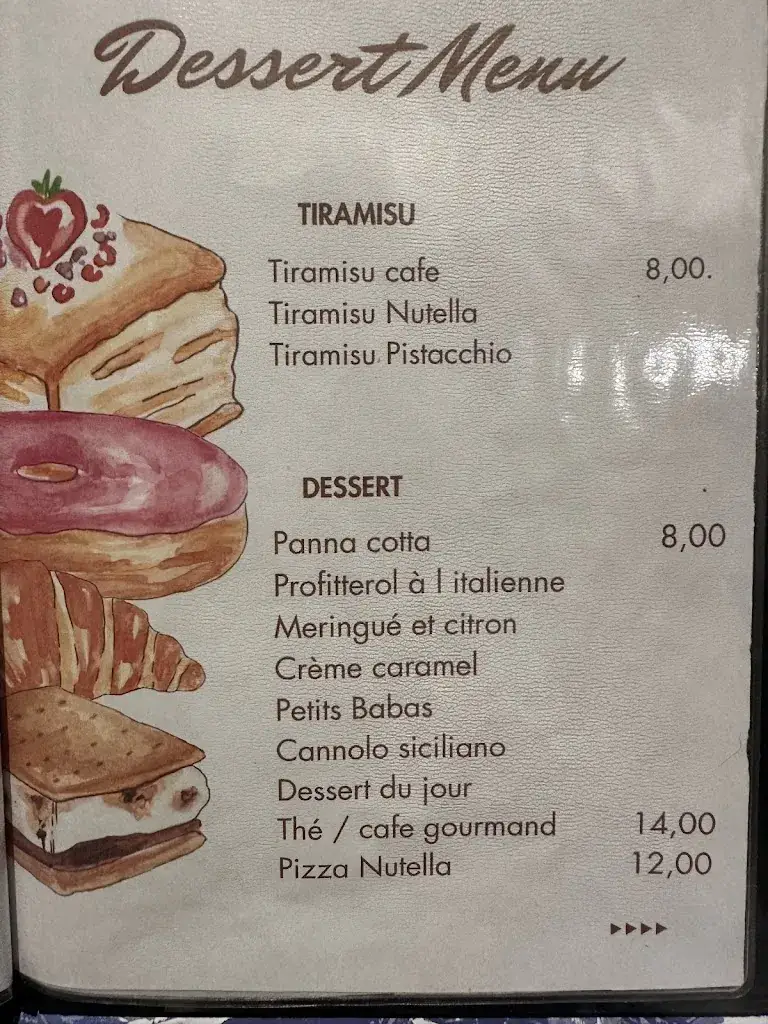 Dessert Menu
TIRAMISU
Tiramisu cafe 8,00.
Tiramisu Nutella
Tiramisu Pistacchio
DESSERT
Panna cotta 8,00
Profitterol à l italienne
Meringué et citron
Crème caramel
Petits Babas
Cannolo siciliano
Dessert du jour
Thé / cafe gourmand 14,00
Pizza Nutella 12,00